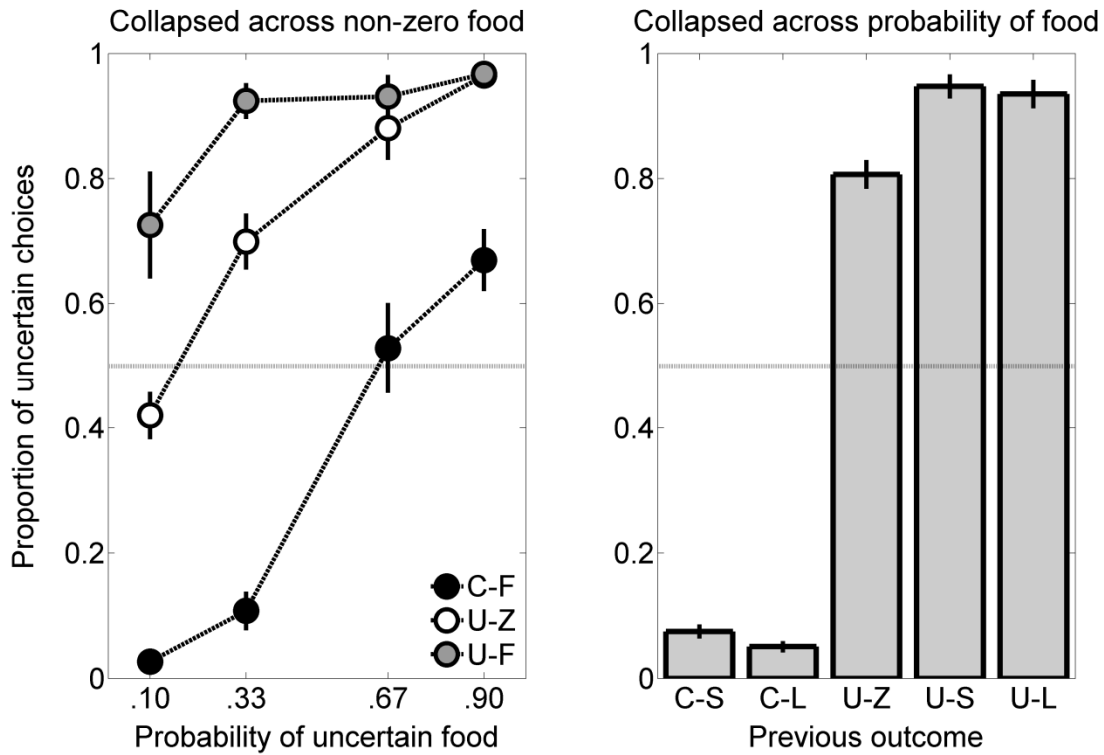 Collapsed across non-zero food
Proportion of uncertain choices
1
0.8
0.6
0.4
0.2
0
C-F
U-Z
U-F
.10 .33 .67 .90
Probability of uncertain food
Collapsed across probability of food
1
0.8
0.6
0.4
0.2
0
C-S C-L U-Z U-S U-L
Previous outcome